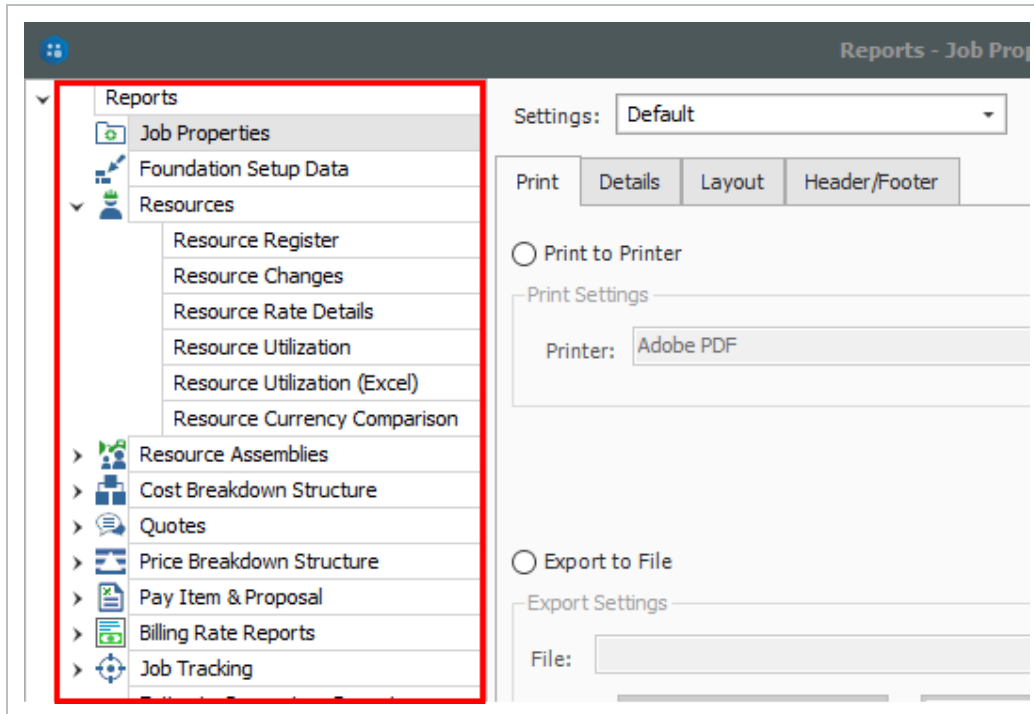 Reports - Job Prop
Reports
Job Properties
Foundation Setup Data
Resources
Resource Register
Resource Changes
Resource Rate Details
Resource Utilization
Resource Utilization (Excel)
Resource Currency Comparison
Resource Assemblies
Cost Breakdown Structure
Quotes
Price Breakdown Structure
Pay Item & Proposal
Billing Rate Reports
Job Tracking
Settings: Default
Print Details Layout Header/Footer
Print to Printer
Print Settings
Printer: Adobe PDF
Export to File
Export Settings
File: